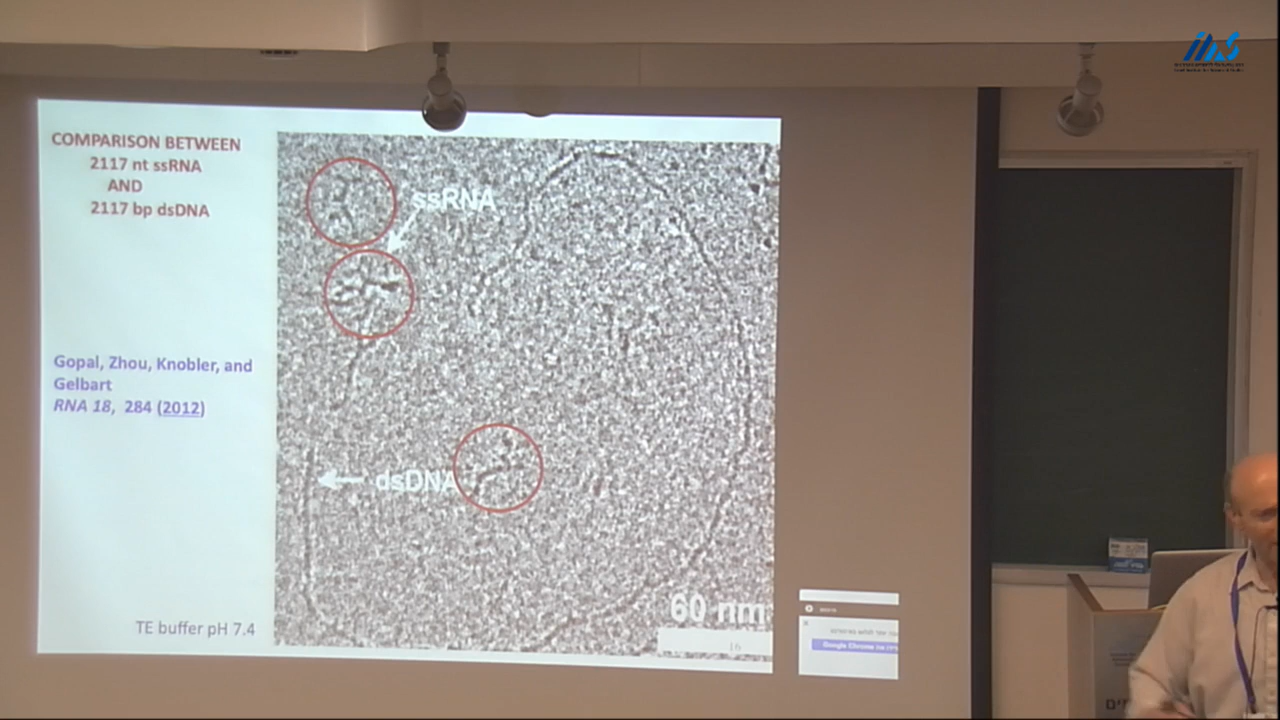 COMPARISON BETWEEN
2117 nt ssRNA
AND
2117 bp dsDNA
Gopal, Zhou, Knobler, and
Gelbart
RNA 18, 284 (2012)
TE buffer pH 7.4
ssRNA
dsDNA
60 nm
16
Google Chrome